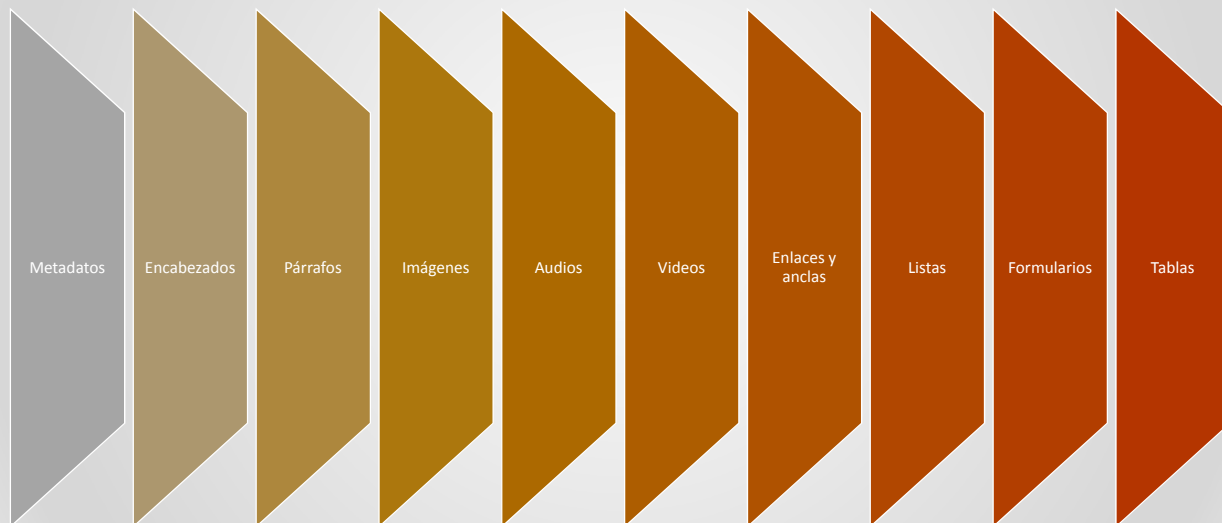 Metadatos
Encabezados
Párrafos
Imágenes
Audios
Videos
Enlaces y
anclas
Listas
Formularios
Tablas